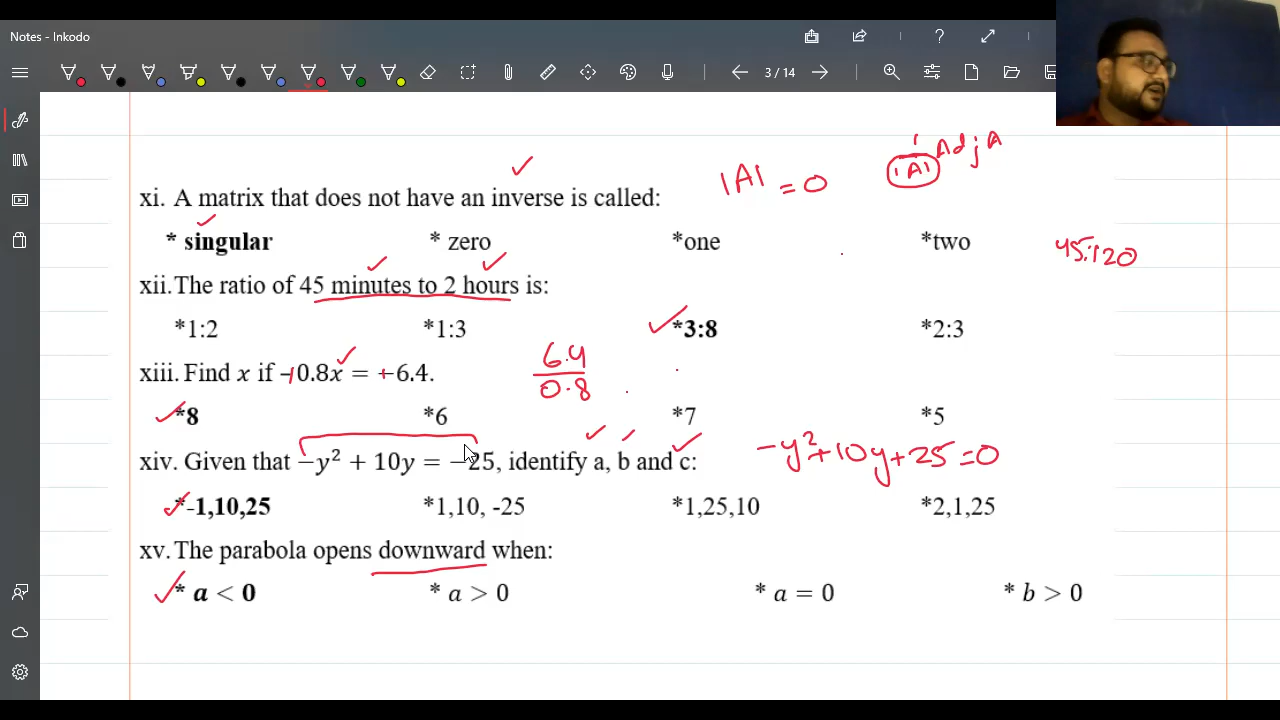 Notes - Inkodo
3 / 14
1
|A| = 0 |A| Adj A
xi. A matrix that does not have an inverse is called:
* singular * zero *one *two
45:120
xii. The ratio of 45 minutes to 2 hours is:
*1:2 *1:3 *3:8 *2:3
xiii. Find x if −0.8x = −6.4.
6.4
0.8
*8 *6 *7 *5
xiv. Given that −y² + 10y = −25, identify a, b and c: -y²+10y+25=0
*-1,10,25 *1,10, -25 *1,25,10 *2,1,25
xv. The parabola opens downward when:
* a < 0 * a > 0 * a = 0 * b > 0